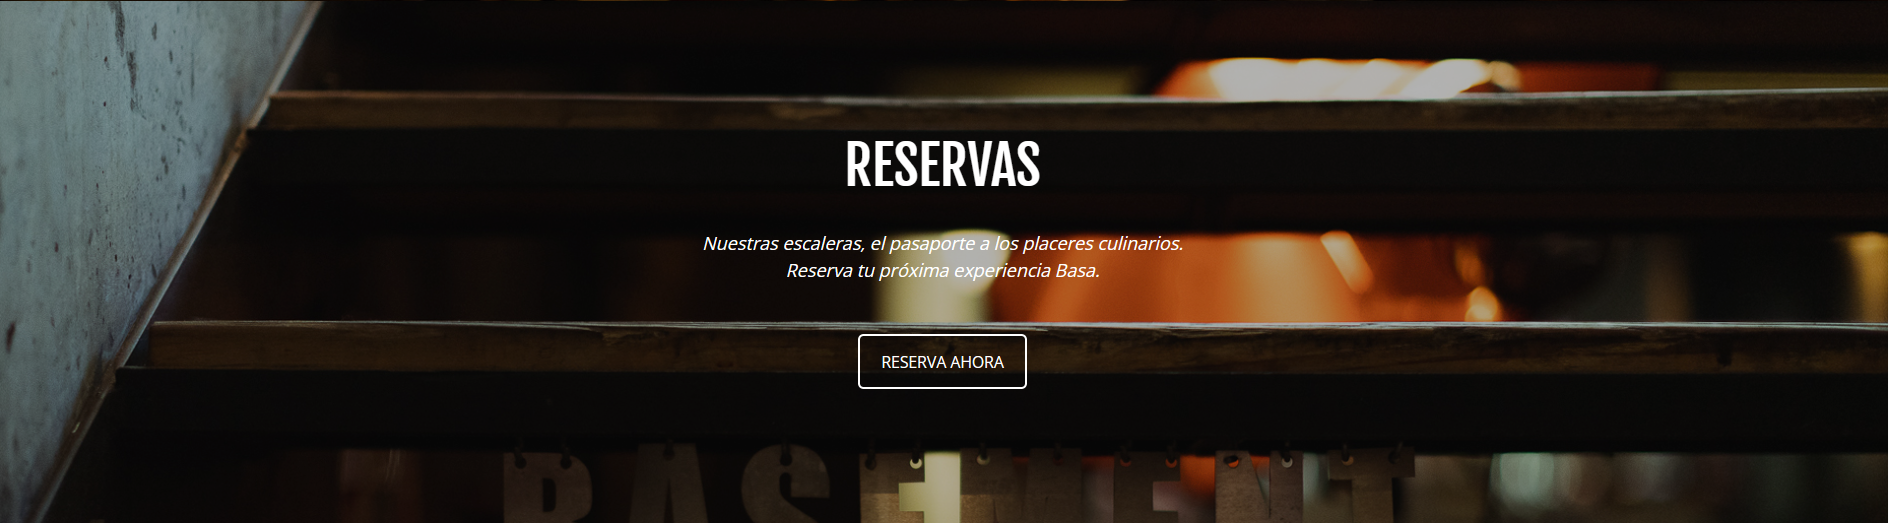 RESERVAS
Nuestras escaleras, el pasaporte a los placeres culinarios.
Reserva tu próxima experiencia Basa.
RESERVA AHORA
BASEMENT